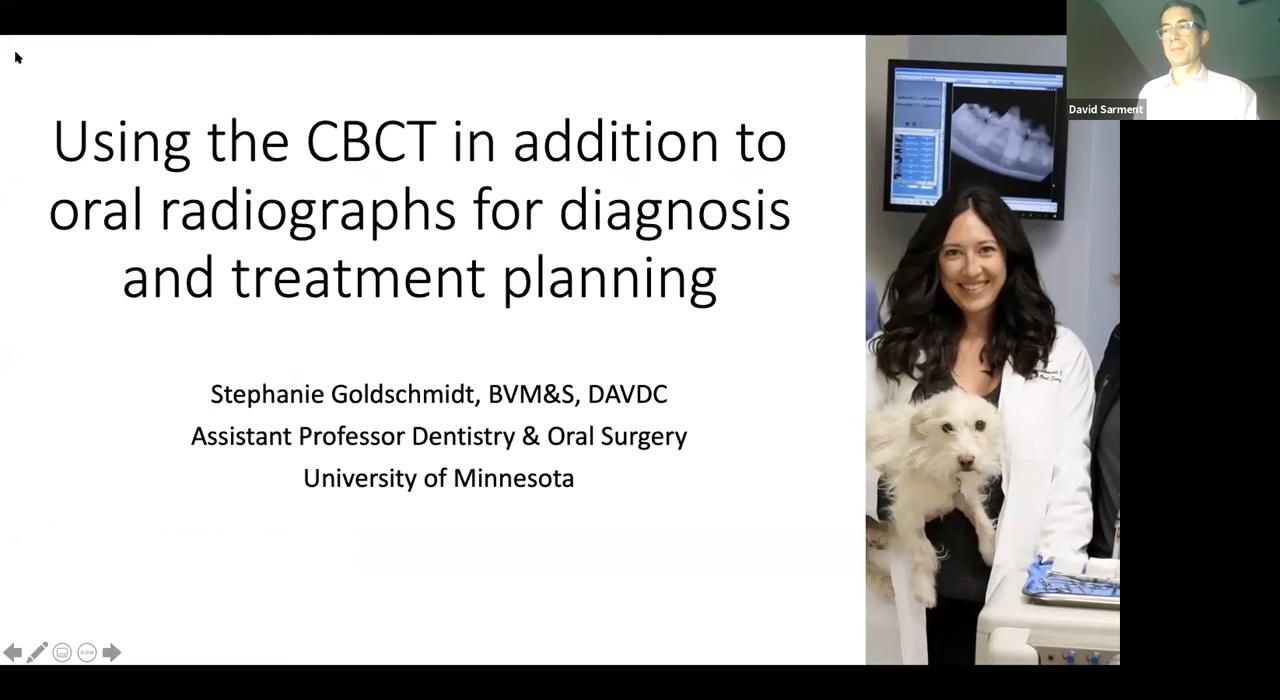 Using the CBCT in addition to
oral radiographs for diagnosis
and treatment planning
Stephanie Goldschmidt, BVM&S, DAVDC
Assistant Professor Dentistry & Oral Surgery
University of Minnesota
David Sarment